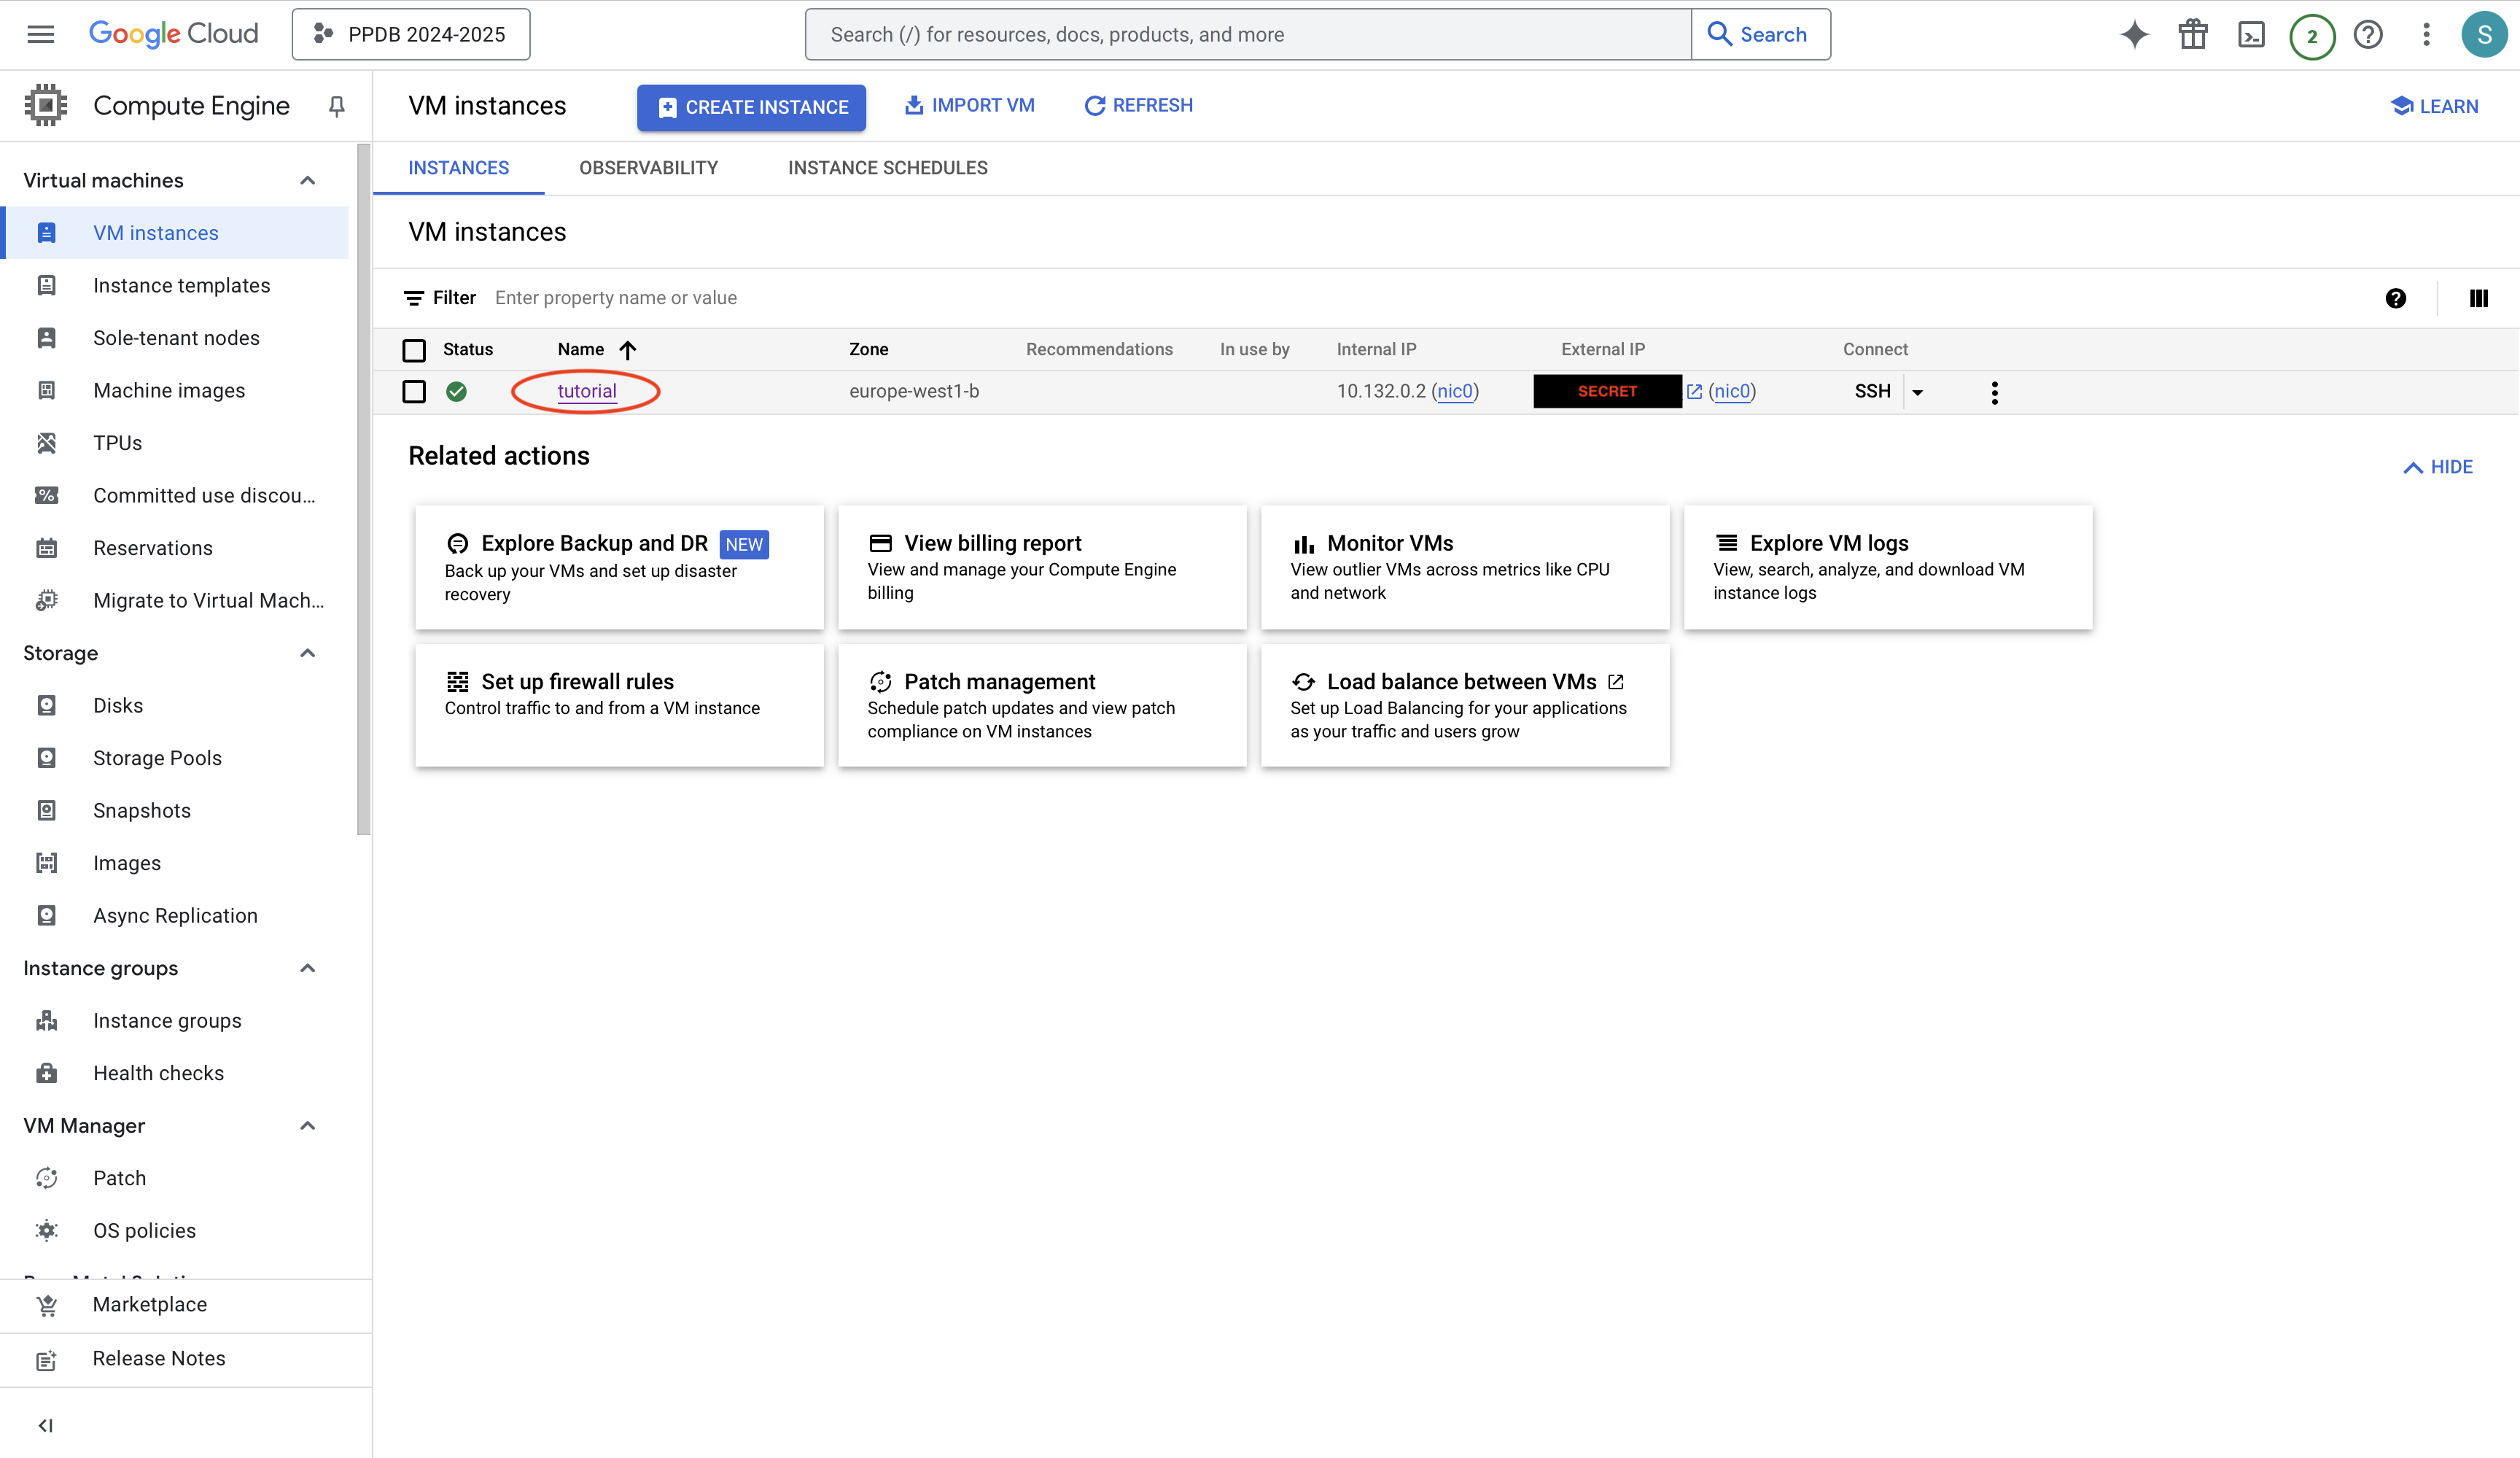 Google Cloud
PPDB 2024-2025
Search (/) for resources, docs, products, and more
Search
2
S
Compute Engine
VM instances
CREATE INSTANCE
IMPORT VM
REFRESH
LEARN
Virtual machines
VM instances
Instance templates
Sole-tenant nodes
Machine images
TPUs
Committed use discou...
Reservations
Migrate to Virtual Mach...
Storage
Disks
Storage Pools
Snapshots
Images
Async Replication
Instance groups
Instance groups
Health checks
VM Manager
Patch
OS policies
Marketplace
Release Notes
INSTANCES
OBSERVABILITY
INSTANCE SCHEDULES
VM instances
Filter Enter property name or value
Status Name Zone Recommendations In use by Internal IP External IP Connect
tutorial europe-west1-b 10.132.0.2 (nic0) SECRET (nic0) SSH
Related actions
HIDE
Explore Backup and DR NEW
Back up your VMs and set up disaster
recovery
View billing report
View and manage your Compute Engine
billing
Monitor VMs
View outlier VMs across metrics like CPU
and network
Explore VM logs
View, search, analyze, and download VM
instance logs
Set up firewall rules
Control traffic to and from a VM instance
Patch management
Schedule patch updates and view patch
compliance on VM instances
Load balance between VMs
Set up Load Balancing for your applications
as your traffic and users grow